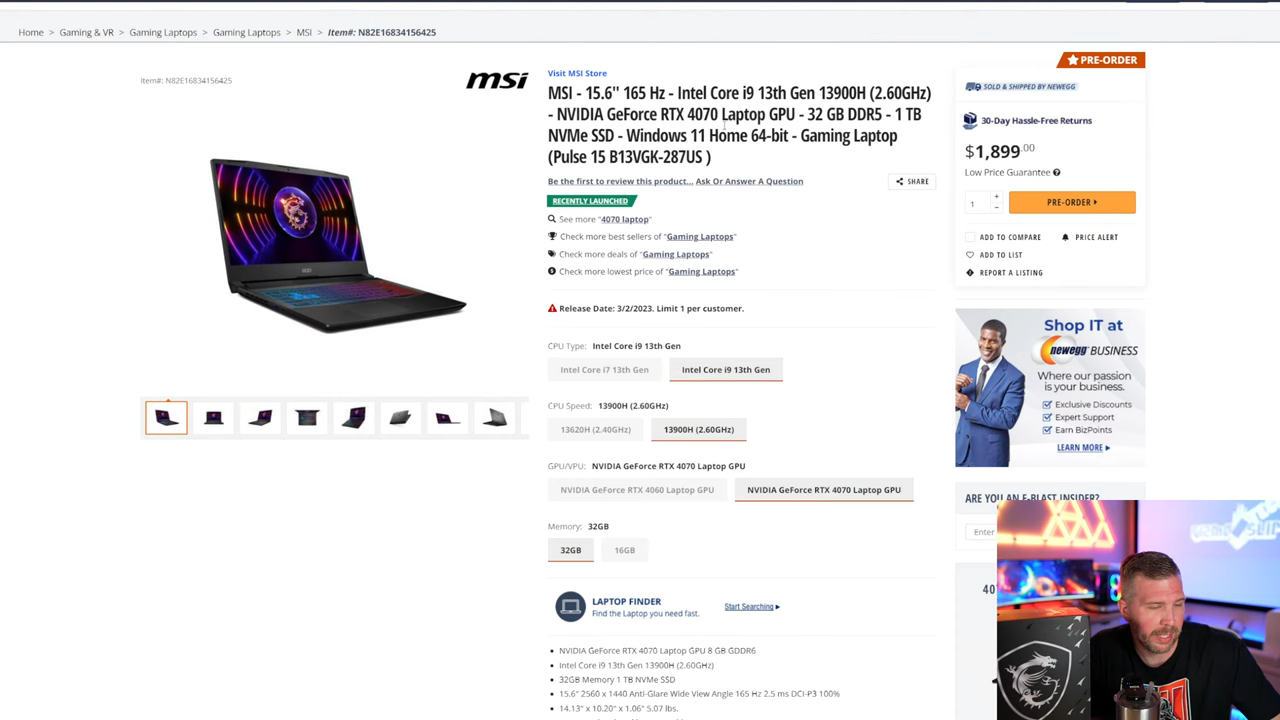 Home > Gaming & VR > Gaming Laptops > Gaming Laptops > MSI > Item#: N82E16834156425
PRE-ORDER
Item#: N82E16834156425
msi
Visit MSI Store
MSI - 15.6" 165 Hz - Intel Core i9 13th Gen 13900H (2.60GHz)
- NVIDIA GeForce RTX 4070 Laptop GPU - 32 GB DDR5 - 1 TB
NVMe SSD - Windows 11 Home 64-bit - Gaming Laptop
(Pulse 15 B13VGK-287US )
Be the first to review this product... Ask Or Answer A Question
SHARE
RECENTLY LAUNCHED
See more "4070 laptop"
Check more best sellers of "Gaming Laptops"
Check more deals of "Gaming Laptops"
Check more lowest price of "Gaming Laptops"
Release Date: 3/2/2023. Limit 1 per customer.
CPU Type: Intel Core i9 13th Gen
Intel Core i7 13th Gen Intel Core i9 13th Gen
CPU Speed: 13900H (2.60GHz)
13620H (2.40GHz) 13900H (2.60GHz)
GPU/VPU: NVIDIA GeForce RTX 4070 Laptop GPU
NVIDIA GeForce RTX 4060 Laptop GPU NVIDIA GeForce RTX 4070 Laptop GPU
Memory: 32GB
32GB 16GB
LAPTOP FINDER
Find the Laptop you need fast.
Start Searching
NVIDIA GeForce RTX 4070 Laptop GPU 8 GB GDDR6
Intel Core i9 13th Gen 13900H (2.60GHz)
32GB Memory 1 TB NVMe SSD
15.6" 2560 x 1440 Anti-Glare Wide View Angle 165 Hz 2.5 ms DCI-P3 100%
14.13" x 10.20" x 1.06" 5.07 lbs.
SOLD & SHIPPED BY NEWEGG
30-Day Hassle-Free Returns
$1,899.00
Low Price Guarantee
1 PRE-ORDER
ADD TO COMPARE PRICE ALERT
ADD TO LIST
REPORT A LISTING
Shop IT at
newegg BUSINESS
Where our passion
is your business.
Exclusive Discounts
Expert Support
Earn BizPoints
LEARN MORE
ARE YOU AN E-BLAST INSIDER?
Enter